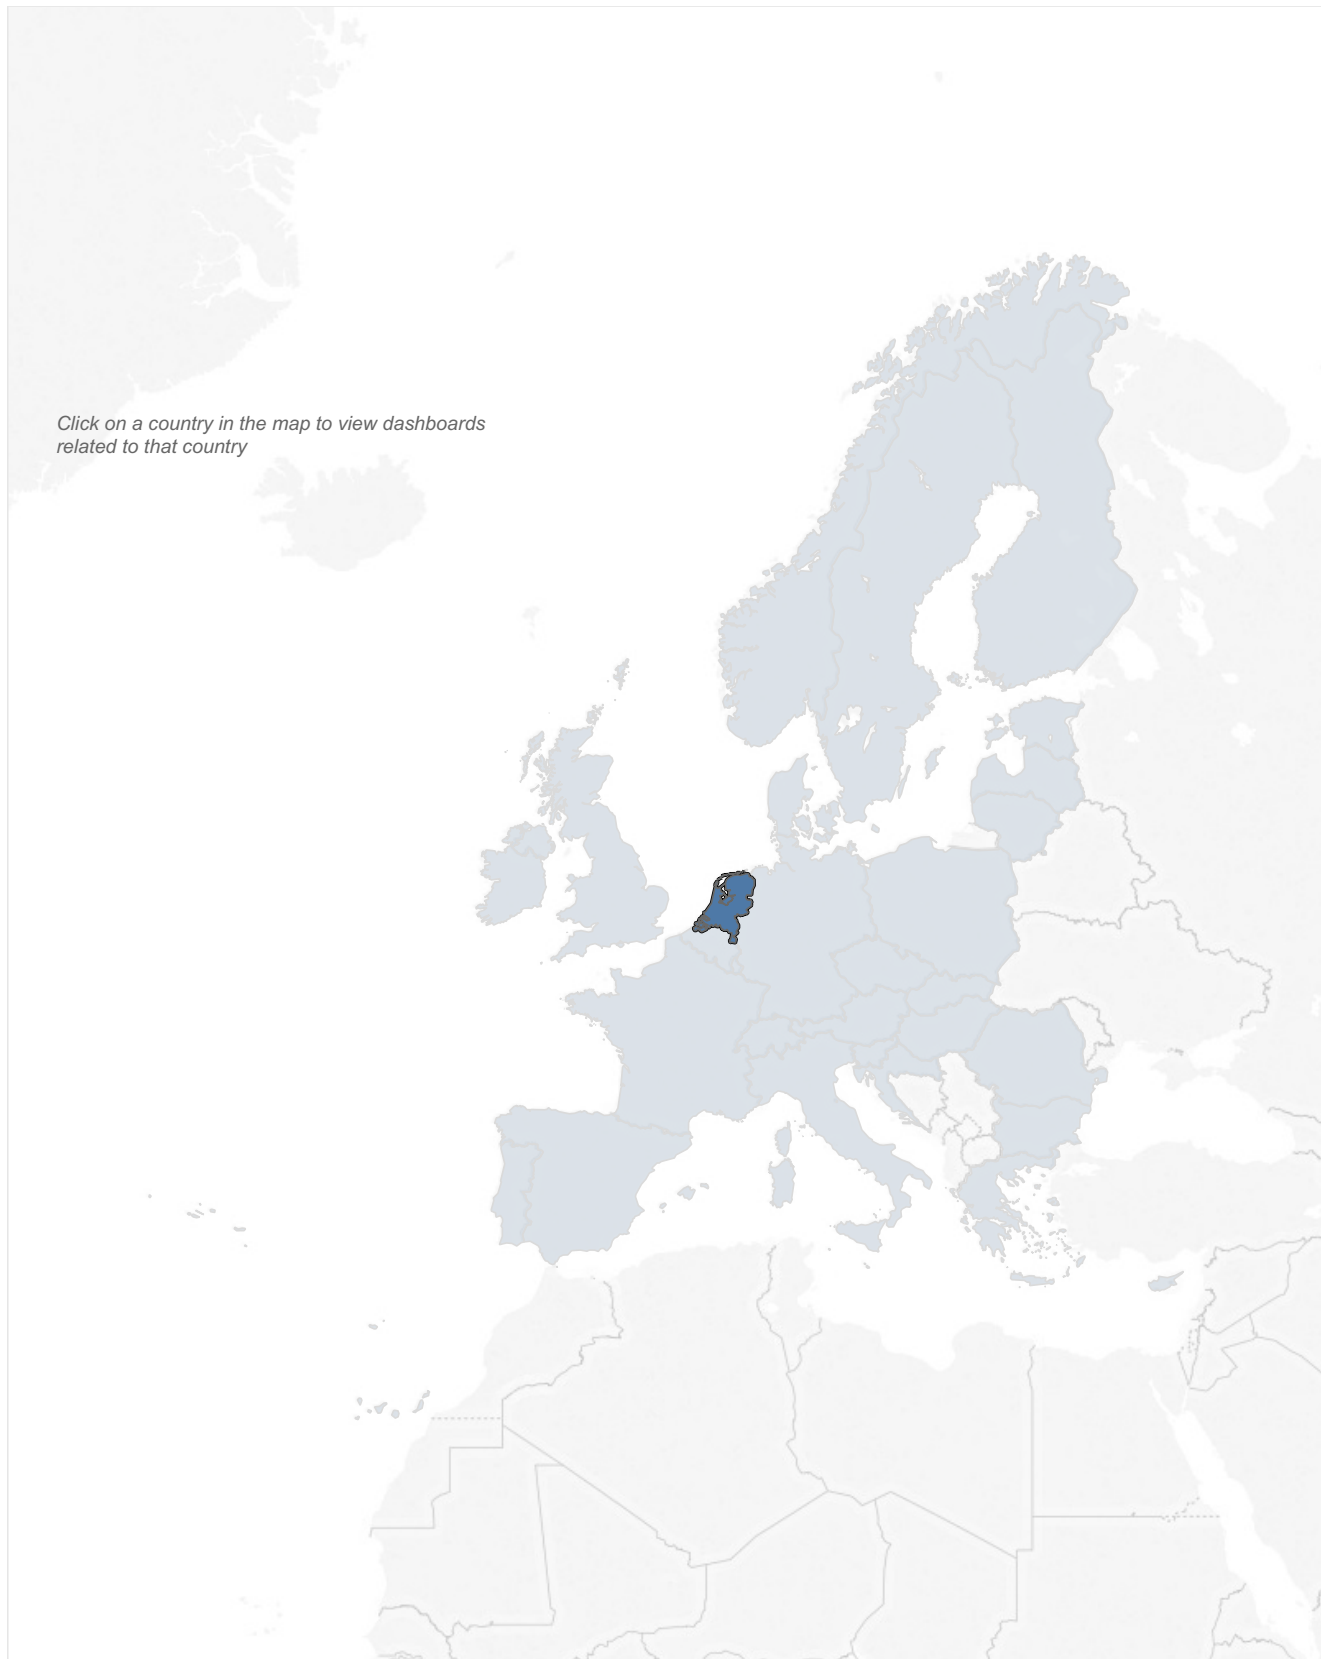 Click on a country in the map to view dashboards
related to that country